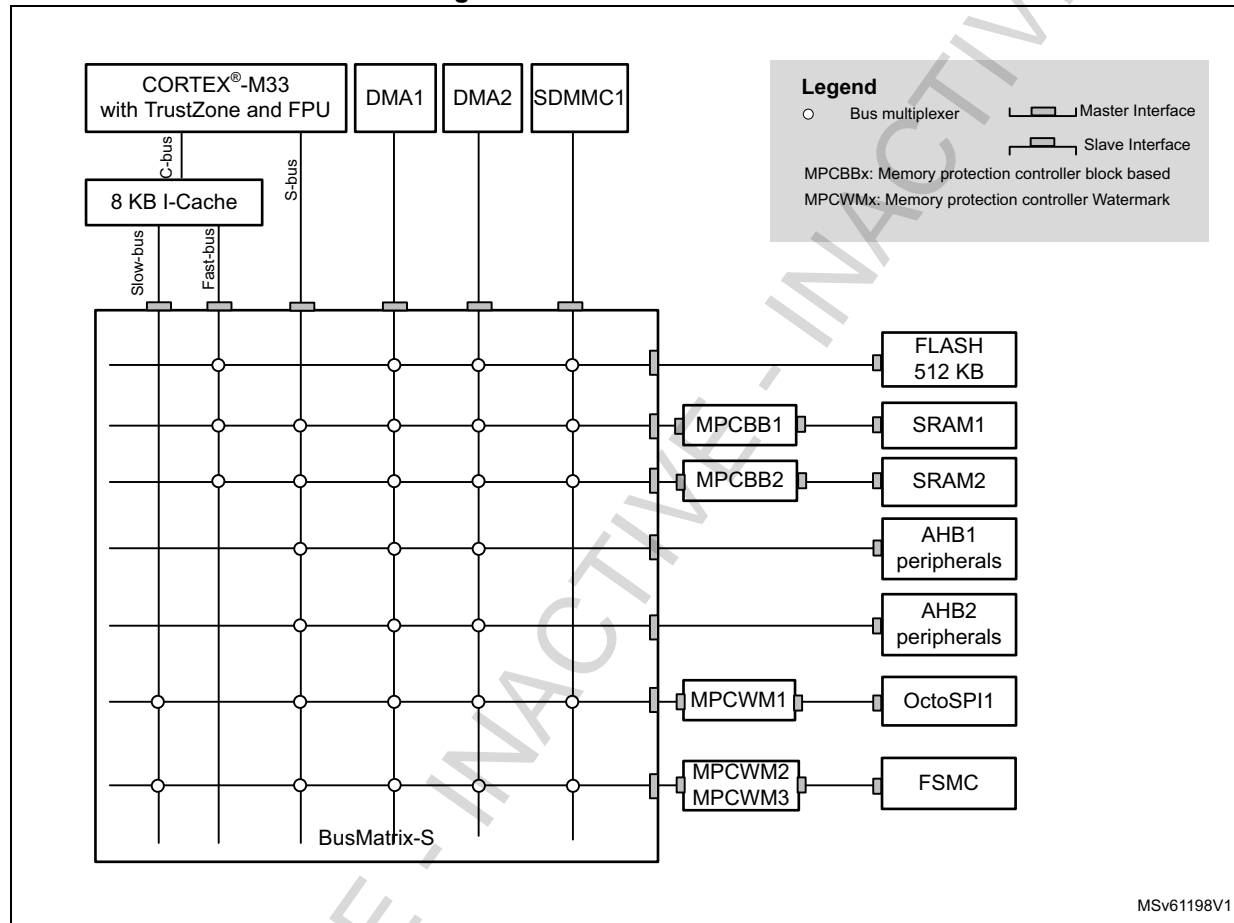 CORTEX®-M33
with TrustZone and FPU
DMA1
DMA2
SDMMC1
Legend
Bus multiplexer
Master Interface
Slave Interface
MPCBBx: Memory protection controller block based
MPCWMx: Memory protection controller Watermark
C-bus
S-bus
8 KB I-Cache
Slow-bus
Fast-bus
FLASH
512 KB
MPCBB1
SRAM1
MPCBB2
SRAM2
AHB1
peripherals
AHB2
peripherals
MPCWM1
OctoSPI1
MPCWM2
MPCWM3
FSMC
BusMatrix-S
MSv61198V1
E - INACTIVE - INACTIVE